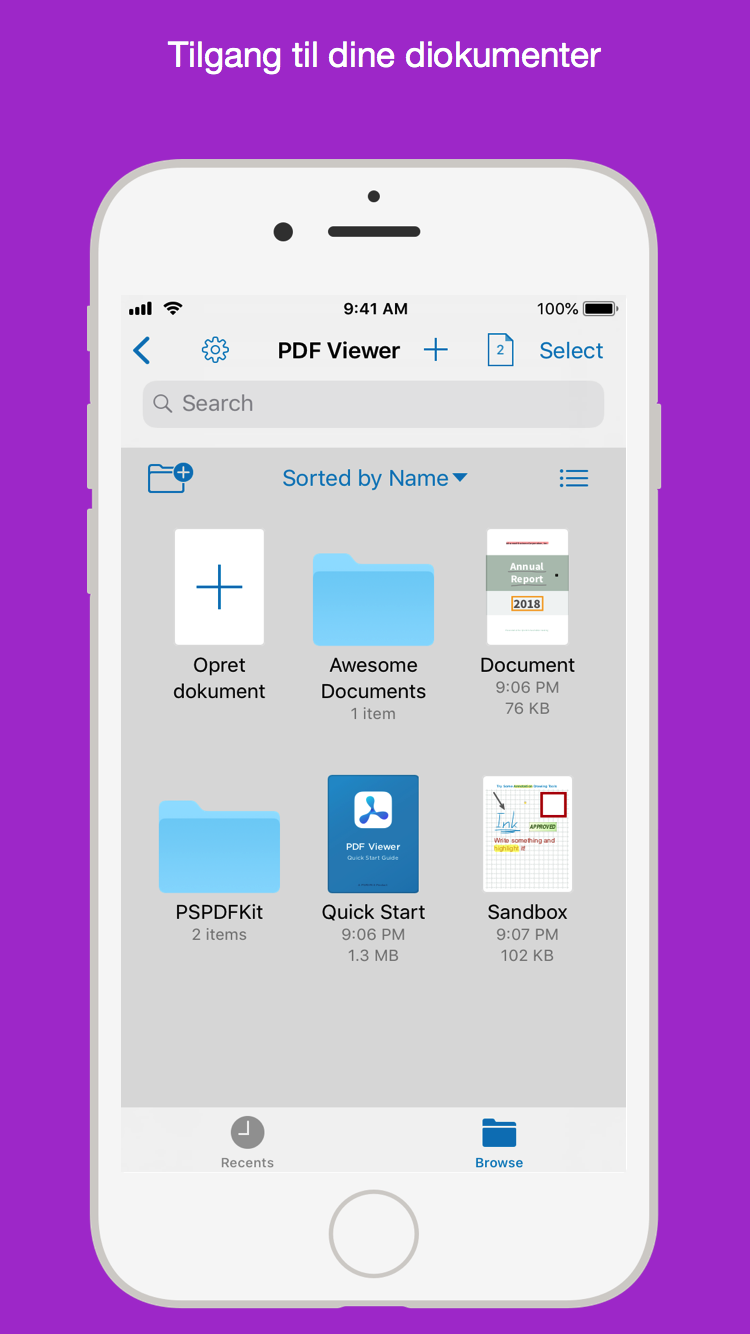 Tilgang til dine diokumenter
9:41 AM
100%
PDF Viewer
2
Select
Search
Sorted by Name
Annual
Report
2018
Opret
dokument
Awesome
Documents
1 item
Document
9:06 PM
76 KB
PDF Viewer
Quick Start Guide
Ink
APPROVED
Write something and
highlight it!
PSPDFKit
2 items
Quick Start
9:06 PM
1.3 MB
Sandbox
9:07 PM
102 KB
Recents
Browse